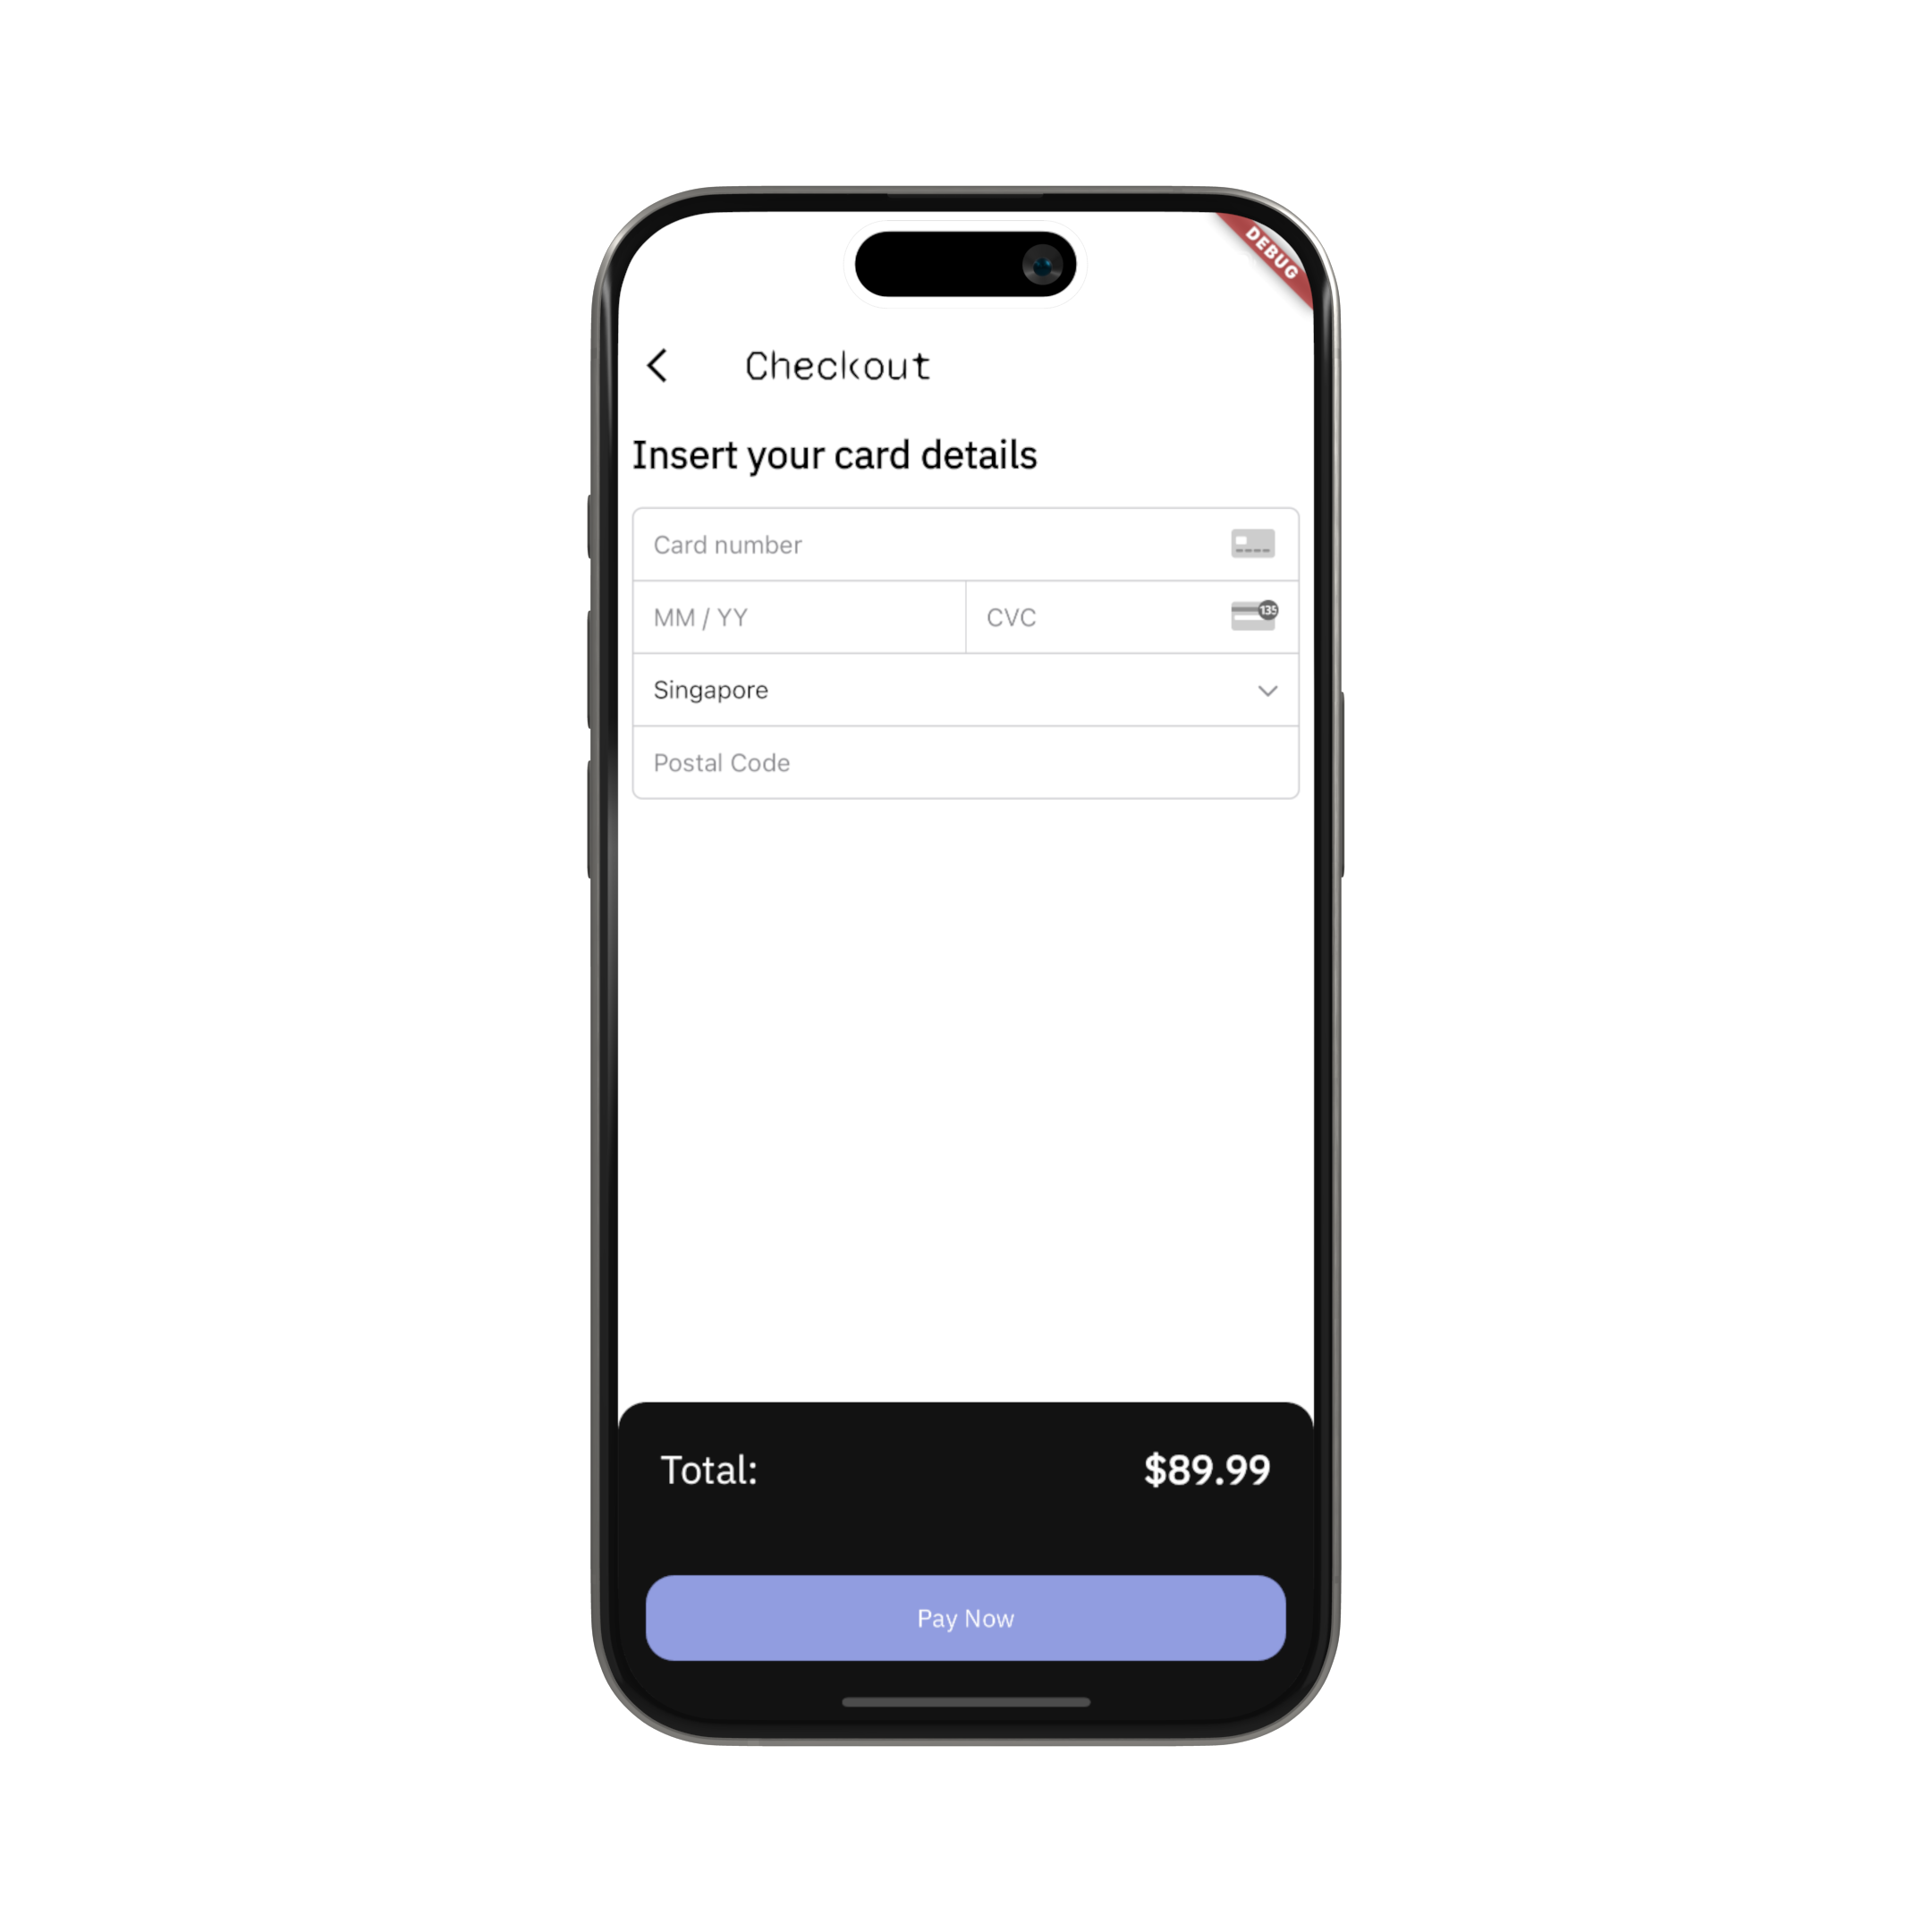 DEBUG
Checkout
Insert your card details
Card number
MM / YY
CVC
135
Singapore
Postal Code
Total:
$89.99
Pay Now